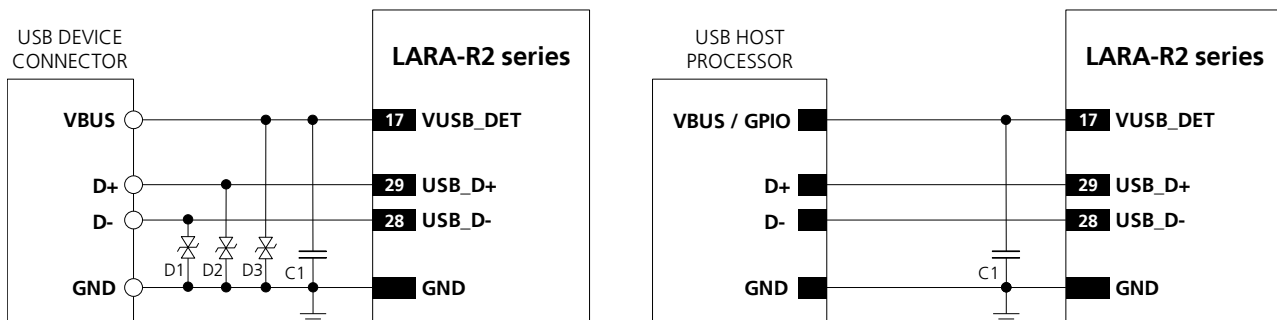 USB DEVICE
CONNECTOR
LARA-R2 series
VBUS
17 VUSB_DET
D+
29 USB_D+
D-
28 USB_D-
D1 D2 D3 C1
GND
GND
USB HOST
PROCESSOR
LARA-R2 series
VBUS / GPIO
17 VUSB_DET
D+
29 USB_D+
D-
28 USB_D-
C1
GND
GND